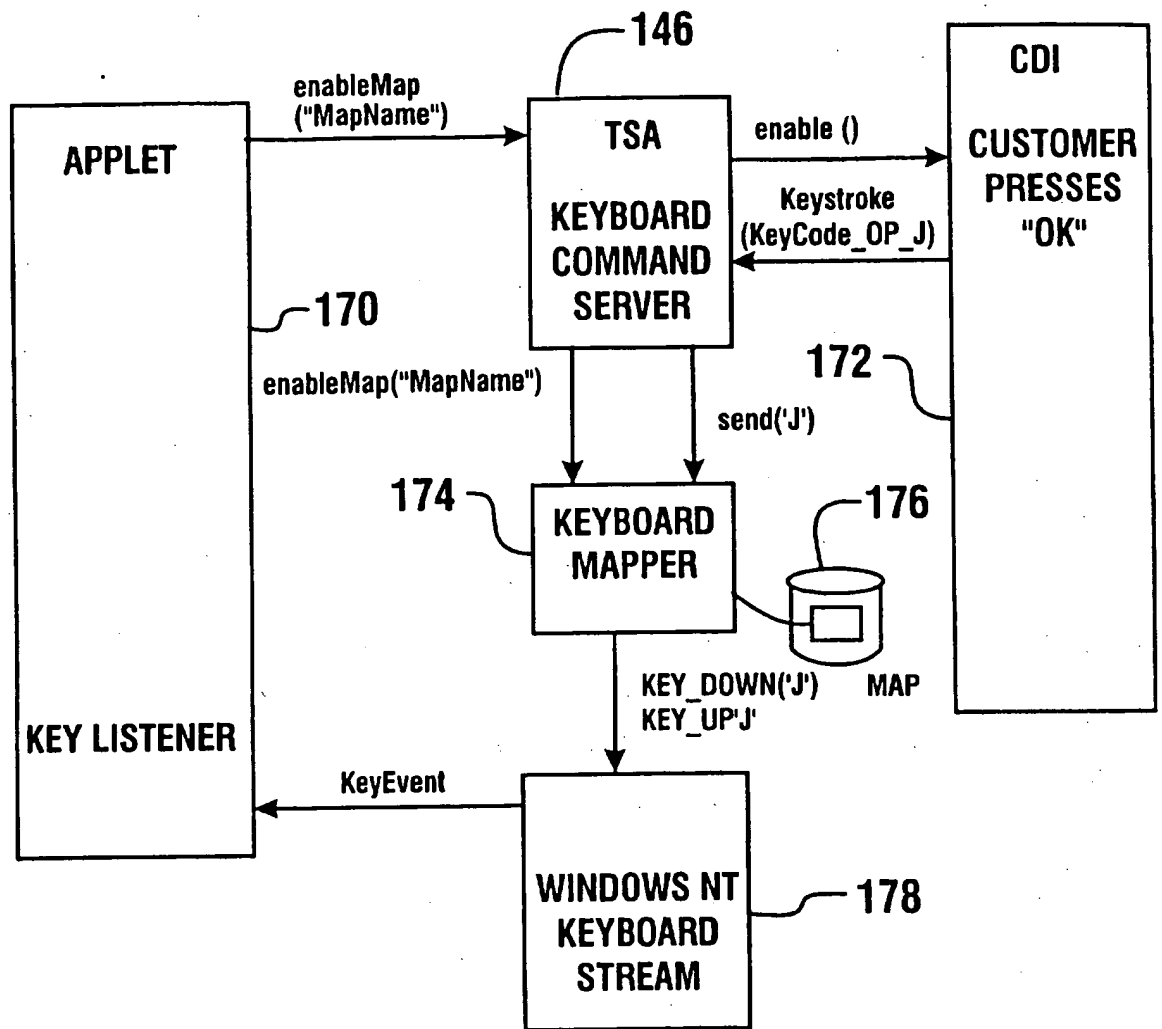 146
enableMap
("MapName")
APPLET
TSA
KEYBOARD
COMMAND
SERVER
enable ()
Keystroke
(KeyCode_OP_J)
CDI
CUSTOMER
PRESSES
"OK"
170
172
enableMap("MapName")
send('J')
174
KEYBOARD
MAPPER
176
MAP
KEY_DOWN('J')
KEY_UP'J'
KEY LISTENER
KeyEvent
WINDOWS NT
KEYBOARD
STREAM
178